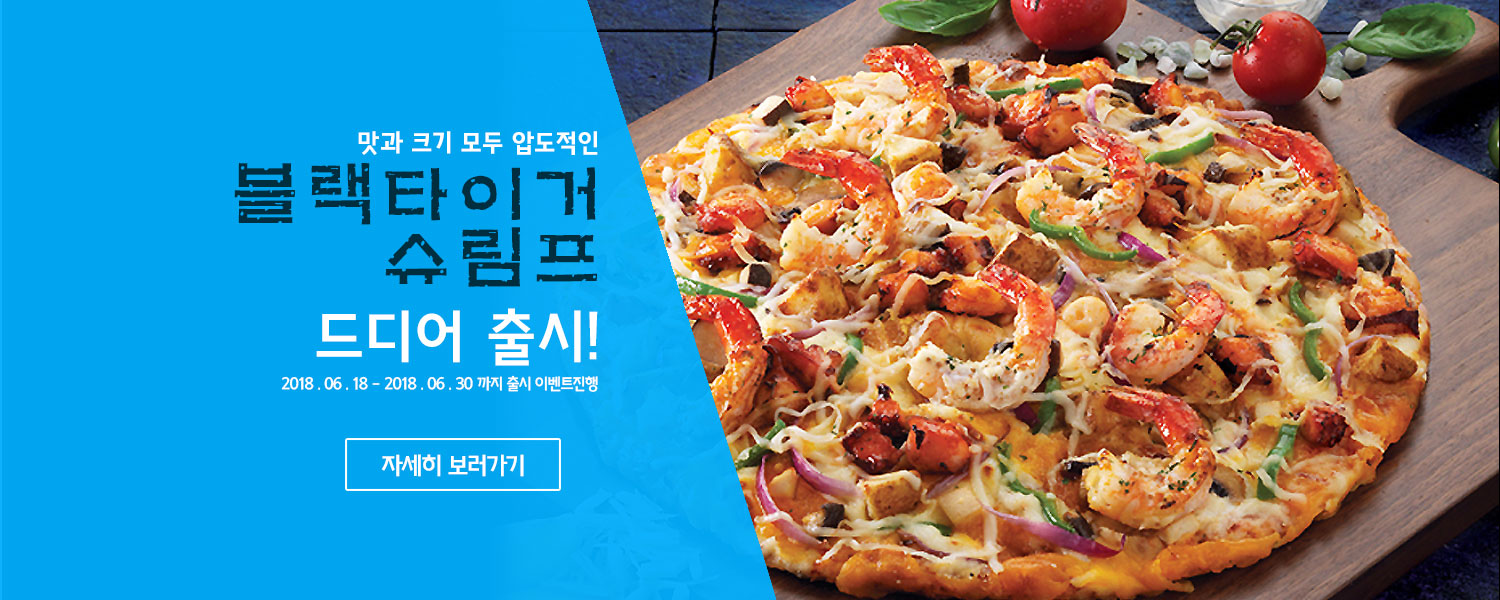 맛과 크기 모두 압도적인
블랙타이거
슈림프
드디어 출시!
2018 . 06 . 18 - 2018 . 06 . 30 까지 출시 이벤트진행
자세히 보러가기